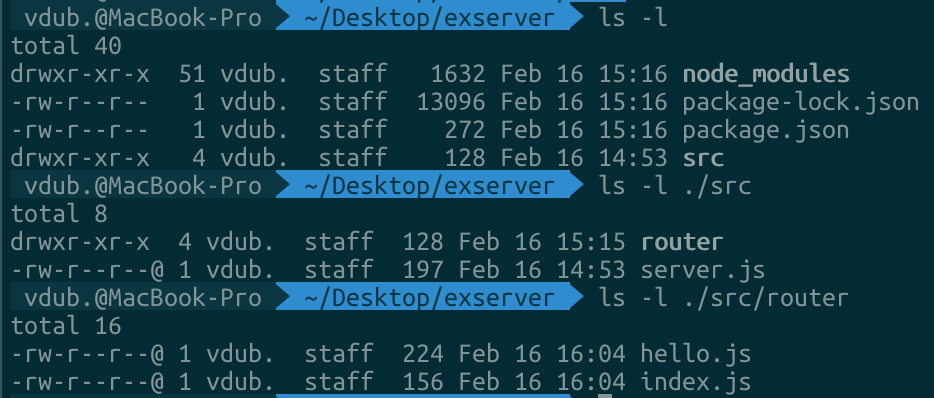 vdub.@MacBook-Pro ~/Desktop/exserver ls -l
total 40
drwxr-xr-x  51 vdub.  staff   1632 Feb 16 15:16 node_modules
-rw-r--r--   1 vdub.  staff  13096 Feb 16 15:16 package-lock.json
-rw-r--r--   1 vdub.  staff    272 Feb 16 15:16 package.json
drwxr-xr-x   4 vdub.  staff    128 Feb 16 14:53 src
vdub.@MacBook-Pro ~/Desktop/exserver ls -l ./src
total 8
drwxr-xr-x  4 vdub.  staff  128 Feb 16 15:15 router
-rw-r--r--@ 1 vdub.  staff  197 Feb 16 14:53 server.js
vdub.@MacBook-Pro ~/Desktop/exserver ls -l ./src/router
total 16
-rw-r--r--@ 1 vdub.  staff  224 Feb 16 16:04 hello.js
-rw-r--r--@ 1 vdub.  staff  156 Feb 16 16:04 index.js